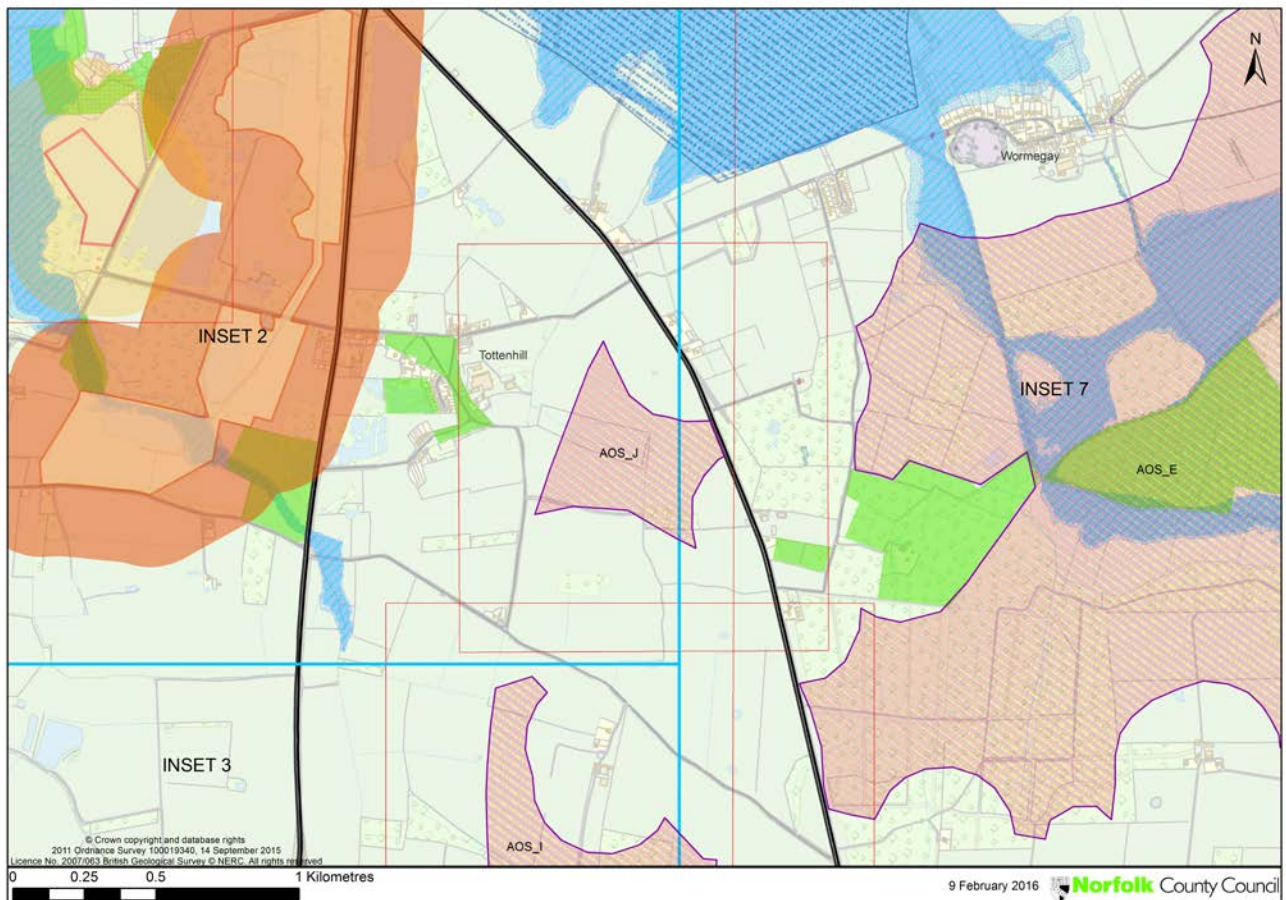 N
Wormegay
INSET 2
Tottenhill
INSET 7
AOS_J
AOS_E
INSET 3
AOS_I
© Crown copyright and database rights
2011 Ordnance Survey 100019340, 14 September 2015
Licence No. 2007/063 British Geological Survey © NERC. All rights reserved
0 0.25 0.5 1 Kilometres
9 February 2016 Norfolk County Council